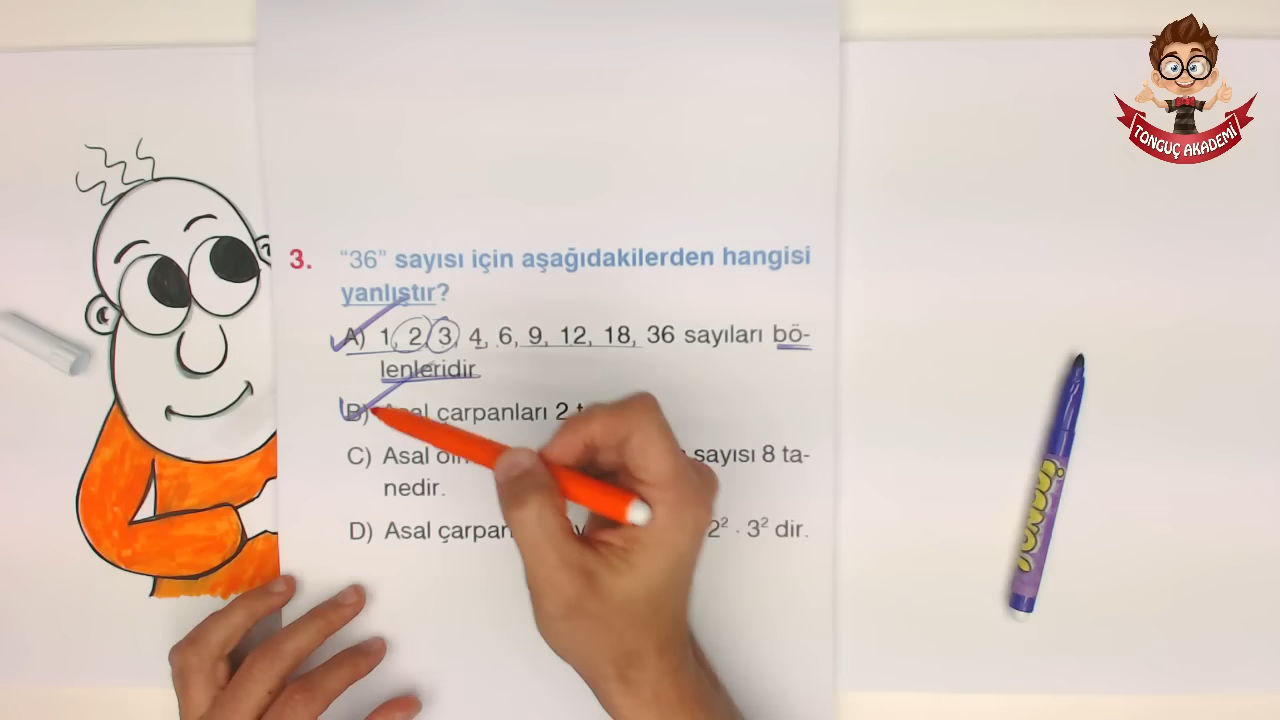 TONGUÇ AKADEMİ
3. “36” sayısı için aşağıdakilerden hangisi
yanlıştır?
A) 1, 2, 3, 4, 6, 9, 12, 18, 36 sayıları bö-
lenleridir.
B) Asal çarpanları 2
C) Asal sayısı 8 ta-
nedir.
D) Asal 2² · 3² dir.